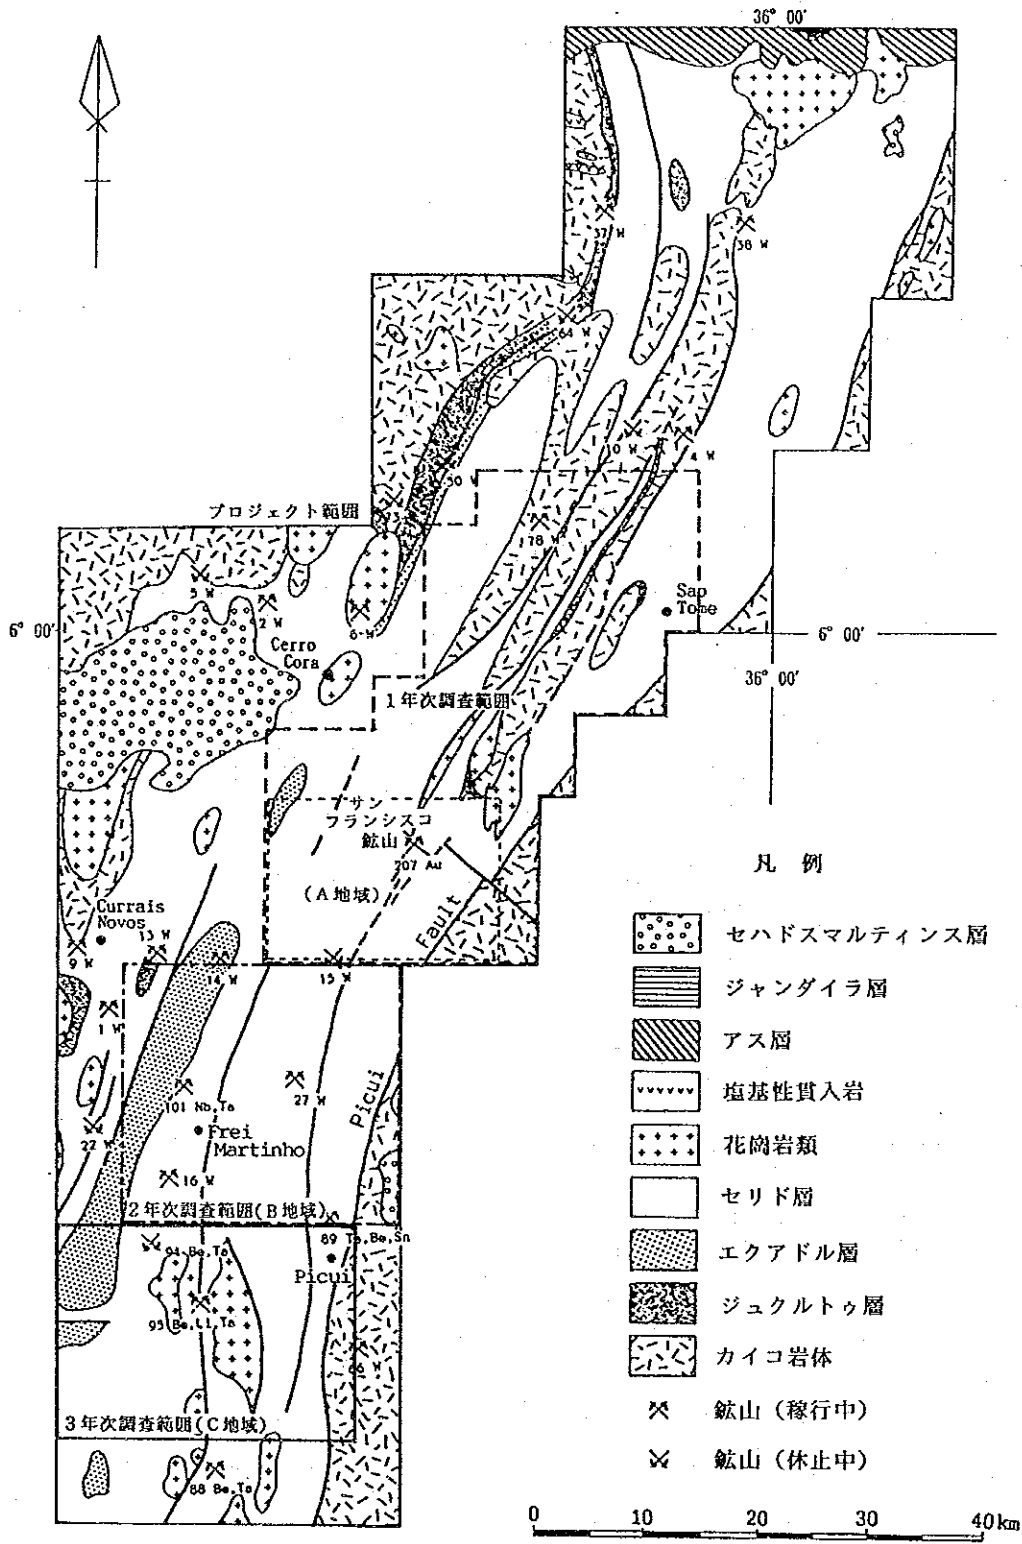 36° 00′
37 W
38 W
64 W
50 W
4 W
プロジェクト範囲
78 W
5 W
2 W
6 W
Sao
Tome
6° 00′
6° 00′
Cerro
Cora
36° 00′
1年次調査範囲
サン
フランシスコ
鉱山
207 Au
(A地域)
Fault
Currais
Novos
13 W
9 W
14 W
15 W
1 W
101 Nb,Ta
27 W
Picui
22 W
Frei
Martinho
16 W
2年次調査範囲(B地域)
89 Ta,Be,Sn
94 Be,Ta
Picui
95 Be,Li,Ta
66 W
3年次調査範囲(C地域)
88 Be,Ta
凡 例
セハドスマルティンス層
ジャンダイラ層
アス層
塩基性貫入岩
花崗岩類
セリド層
エクアドル層
ジュクルトゥ層
カイコ岩体
鉱山(稼行中)
鉱山(休止中)
0 10 20 30 40km